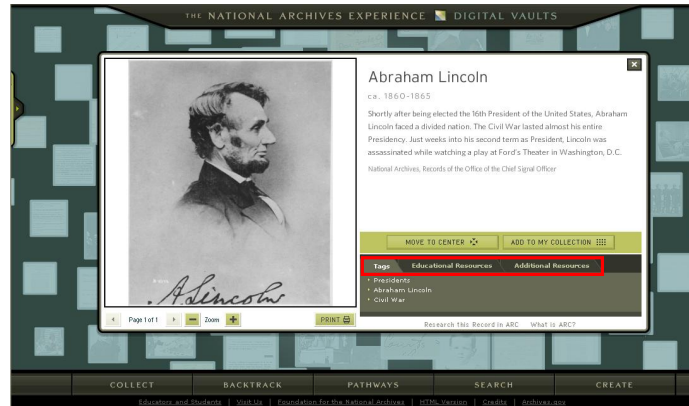 THE NATIONAL ARCHIVES EXPERIENCE DIGITAL VAULTS
Abraham Lincoln
ca. 1860-1865
Shortly after being elected the 16th President of the United States, Abraham
Lincoln faced a divided nation. The Civil War lasted almost his entire
Presidency. Just weeks into his second term as President, Lincoln was
assassinated while watching a play at Ford's Theater in Washington, D.C.
National Archives, Records of the Office of the Chief Signal Officer
MOVE TO CENTER ADD TO MY COLLECTION
Tags Educational Resources Additional Resources
Presidents
Abraham Lincoln
Civil War
A. Lincoln
Page 1 of 1 Zoom PRINT
Research this Record in ARC What is ARC?
COLLECT BACKTRACK PATHWAYS SEARCH CREATE
Educators and Students | Visit Us | Foundation for the National Archives | HTML Version | Credits | Archives.gov